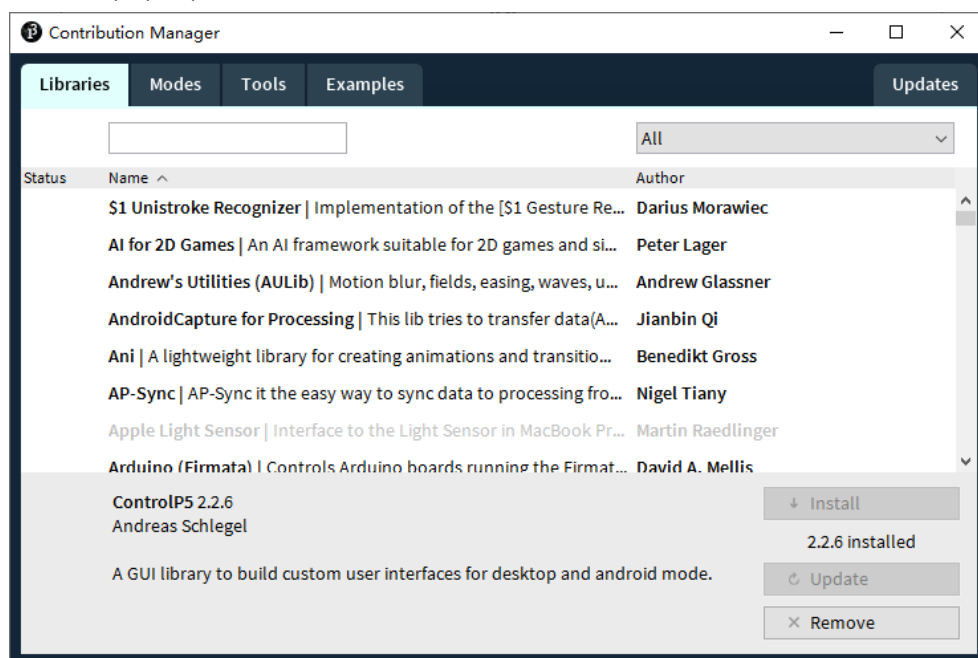 Contribution Manager
Libraries Modes Tools Examples Updates
All
Status Name Author
$1 Unistroke Recognizer | Implementation of the [$1 Gesture Re... Darius Morawiec
AI for 2D Games | An AI framework suitable for 2D games and si... Peter Lager
Andrew's Utilities (AULib) | Motion blur, fields, easing, waves, u... Andrew Glassner
AndroidCapture for Processing | This lib tries to transfer data(A... Jianbin Qi
Ani | A lightweight library for creating animations and transitio... Benedikt Gross
AP-Sync | AP-Sync it the easy way to sync data to processing fro... Nigel Tiany
Apple Light Sensor | Interface to the Light Sensor in MacBook Pr... Martin Raedlinger
Arduino (Firmata) | Controls Arduino boards running the Firmat... David A. Mellis
ControlP5 2.2.6
Install
Andreas Schlegel
2.2.6 installed
A GUI library to build custom user interfaces for desktop and android mode.
Update
Remove